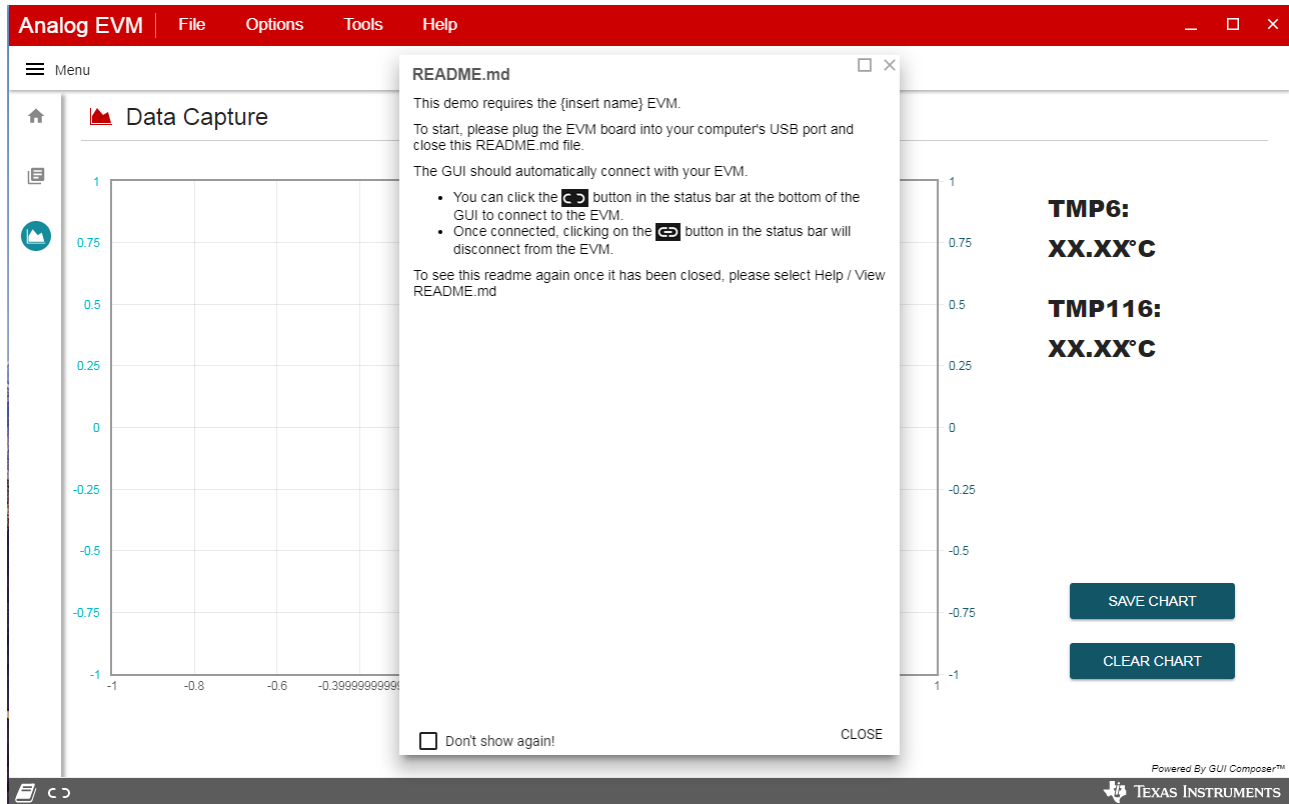 Analog EVM File Options Tools Help
Menu
README.md
This demo requires the {insert name} EVM.
To start, please plug the EVM board into your computer's USB port and
close this README.md file.
The GUI should automatically connect with your EVM.
• You can click the button in the status bar at the bottom of the
GUI to connect to the EVM.
• Once connected, clicking on the button in the status bar will
disconnect from the EVM.
To see this readme again once it has been closed, please select Help / View
README.md
Don't show again!
CLOSE
Data Capture
1
0.75
0.5
0.25
0
-0.25
-0.5
-0.75
-1
-1 -0.8 -0.6 -0.39999999999 1
1
0.75
0.5
0.25
0
-0.25
-0.5
-0.75
-1
TMP6:
XX.XX°C
TMP116:
XX.XX°C
SAVE CHART
CLEAR CHART
Powered By GUI Composer™
TEXAS INSTRUMENTS